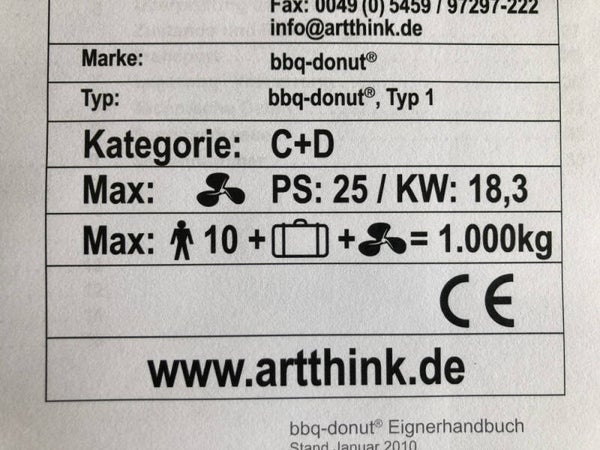 Fax: 0049 (0) 5459 / 97297-222
info@artthink.de
Marke: bbq-donut®
Typ: bbq-donut®, Typ 1
Kategorie: C+D
Max: PS: 25 / KW: 18,3
Max: 10 + + = 1.000kg
CE
www.artthink.de
bbq-donut® Eignerhandbuch
Stand Januar 2010